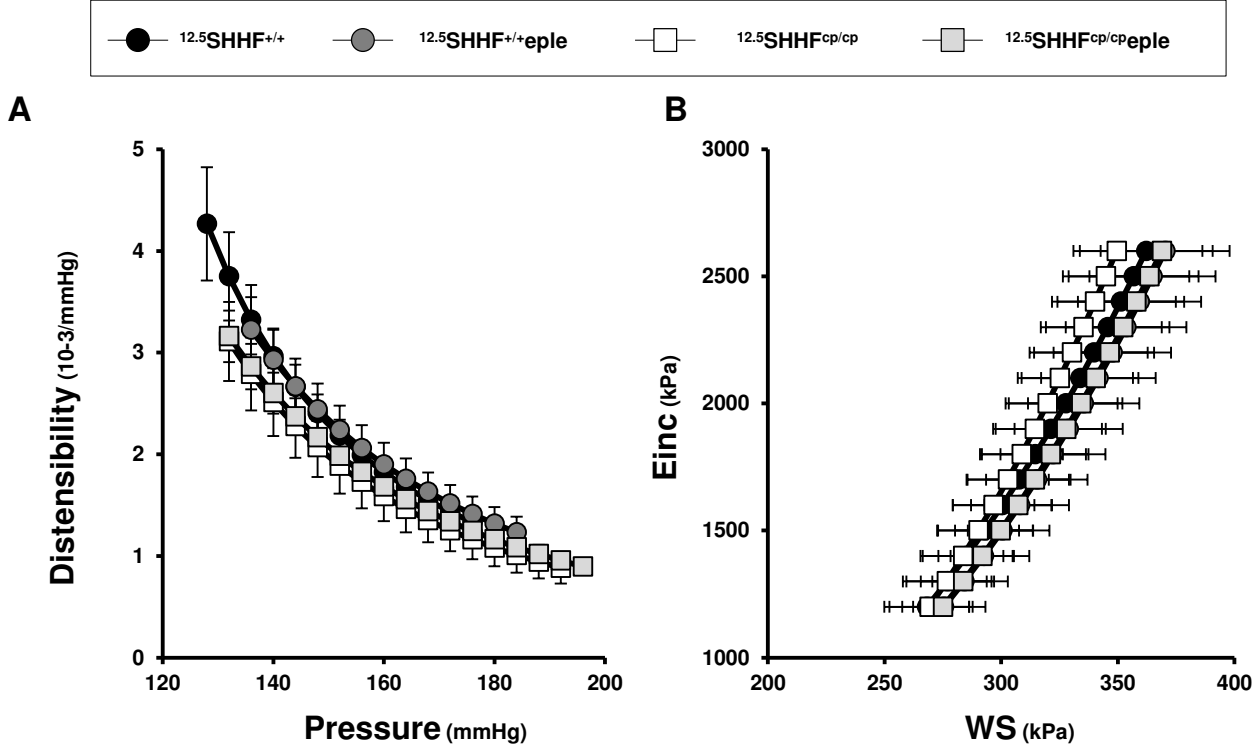 12.5SHHF+/+ 12.5SHHF+/+eple 12.5SHHFcp/cp 12.5SHHFcp/cpeple
A
B
5
4
3
2
1
0
120 140 160 180 200
Distensibility (10-3/mmHg)
Pressure (mmHg)
3000
2500
2000
1500
1000
200 250 300 350 400
Einc (kPa)
WS (kPa)